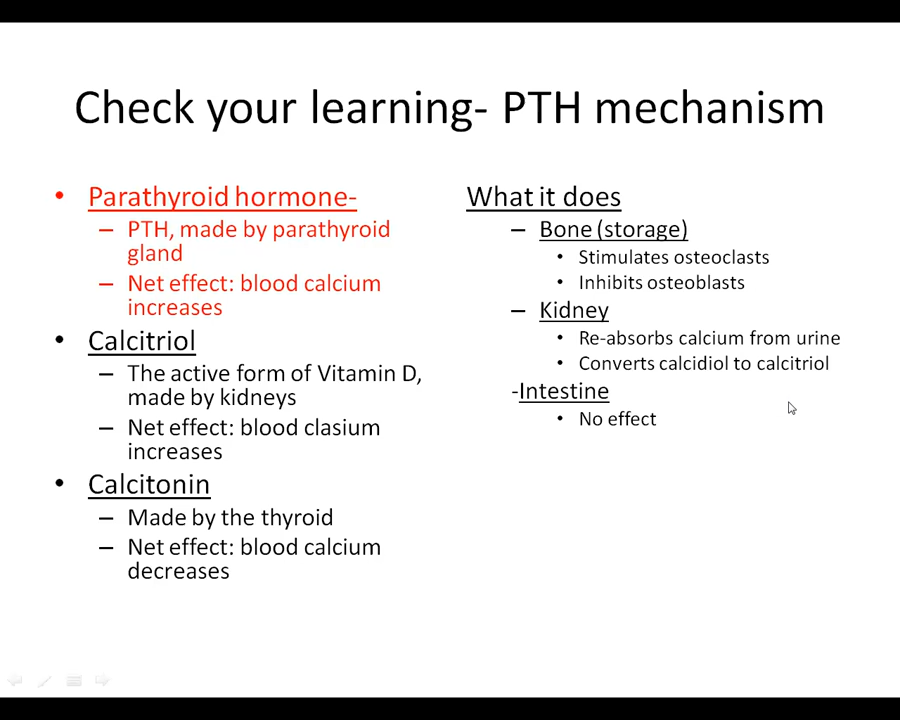 Check your learning- PTH mechanism
• Parathyroid hormone-
– PTH, made by parathyroid
gland
– Net effect: blood calcium
increases
• Calcitriol
– The active form of Vitamin D,
made by kidneys
– Net effect: blood clasium
increases
• Calcitonin
– Made by the thyroid
– Net effect: blood calcium
decreases
What it does
– Bone (storage)
• Stimulates osteoclasts
• Inhibits osteoblasts
– Kidney
• Re-absorbs calcium from urine
• Converts calcidiol to calcitriol
-Intestine
• No effect